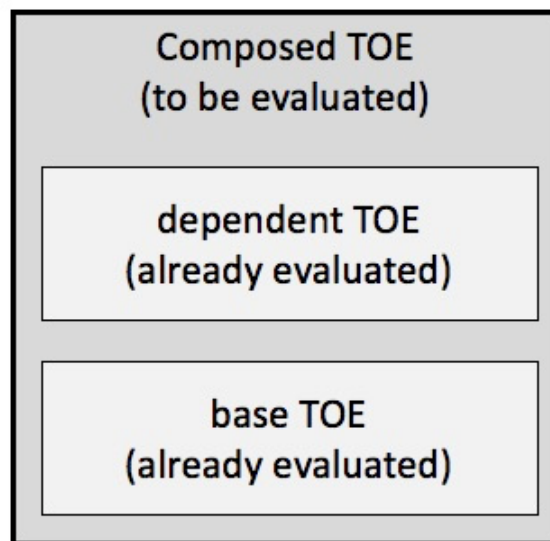 Composed TOE
(to be evaluated)
dependent TOE
(already evaluated)
base TOE
(already evaluated)